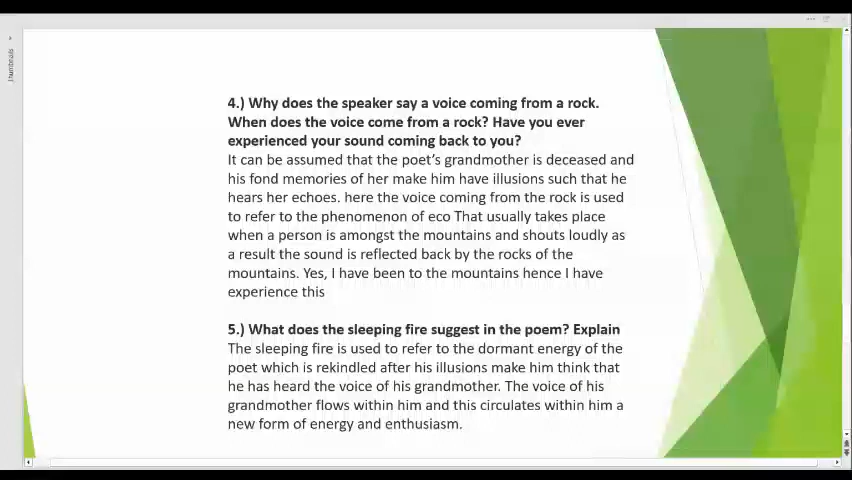 Thumbnails
4.) Why does the speaker say a voice coming from a rock.
When does the voice come from a rock? Have you ever
experienced your sound coming back to you?
It can be assumed that the poet's grandmother is deceased and
his fond memories of her make him have illusions such that he
hears her echoes. here the voice coming from the rock is used
to refer to the phenomenon of eco That usually takes place
when a person is amongst the mountains and shouts loudly as
a result the sound is reflected back by the rocks of the
mountains. Yes, I have been to the mountains hence I have
experience this
5.) What does the sleeping fire suggest in the poem? Explain
The sleeping fire is used to refer to the dormant energy of the
poet which is rekindled after his illusions make him think that
he has heard the voice of his grandmother. The voice of his
grandmother flows within him and this circulates within him a
new form of energy and enthusiasm.